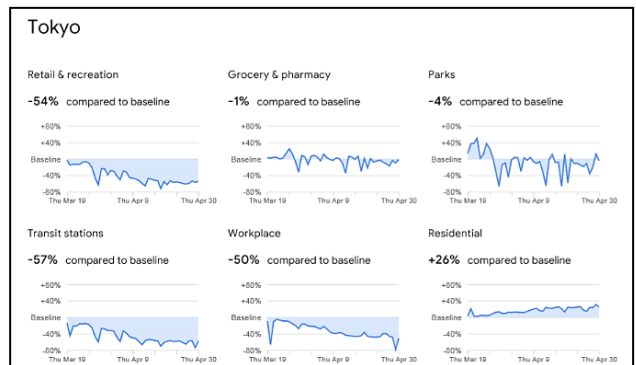 Tokyo
Retail & recreation
-54% compared to baseline
+80%
+40%
Baseline
-40%
-80%
Thu Mar 19 Thu Apr 9 Thu Apr 30
Grocery & pharmacy
-1% compared to baseline
+80%
+40%
Baseline
-40%
-80%
Thu Mar 19 Thu Apr 9 Thu Apr 30
Parks
-4% compared to baseline
+80%
+40%
Baseline
-40%
-80%
Thu Mar 19 Thu Apr 9 Thu Apr 30
Transit stations
-57% compared to baseline
+80%
+40%
Baseline
-40%
-80%
Thu Mar 19 Thu Apr 9 Thu Apr 30
Workplace
-50% compared to baseline
+80%
+40%
Baseline
-40%
-80%
Thu Mar 19 Thu Apr 9 Thu Apr 30
Residential
+26% compared to baseline
+80%
+40%
Baseline
-40%
-80%
Thu Mar 19 Thu Apr 9 Thu Apr 30